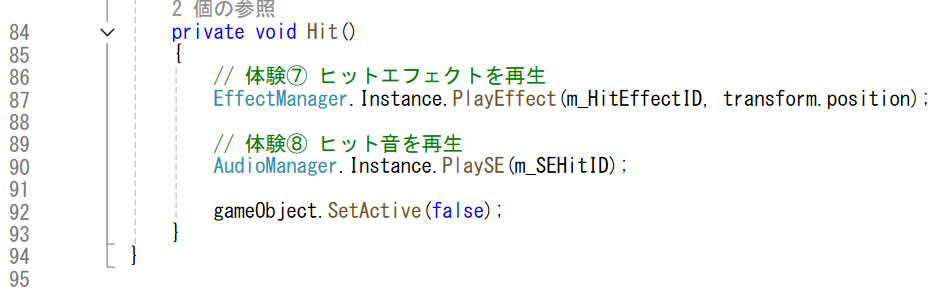 2 個の参照
84 private void Hit()
85 {
86 // 体験⑦ ヒットエフェクトを再生
87 EffectManager.Instance.PlayEffect(m_HitEffectID, transform.position);
88
89 // 体験⑧ ヒット音を再生
90 AudioManager.Instance.PlaySE(m_SEHitID);
91
92 gameObject.SetActive(false);
93 }
94 }
95